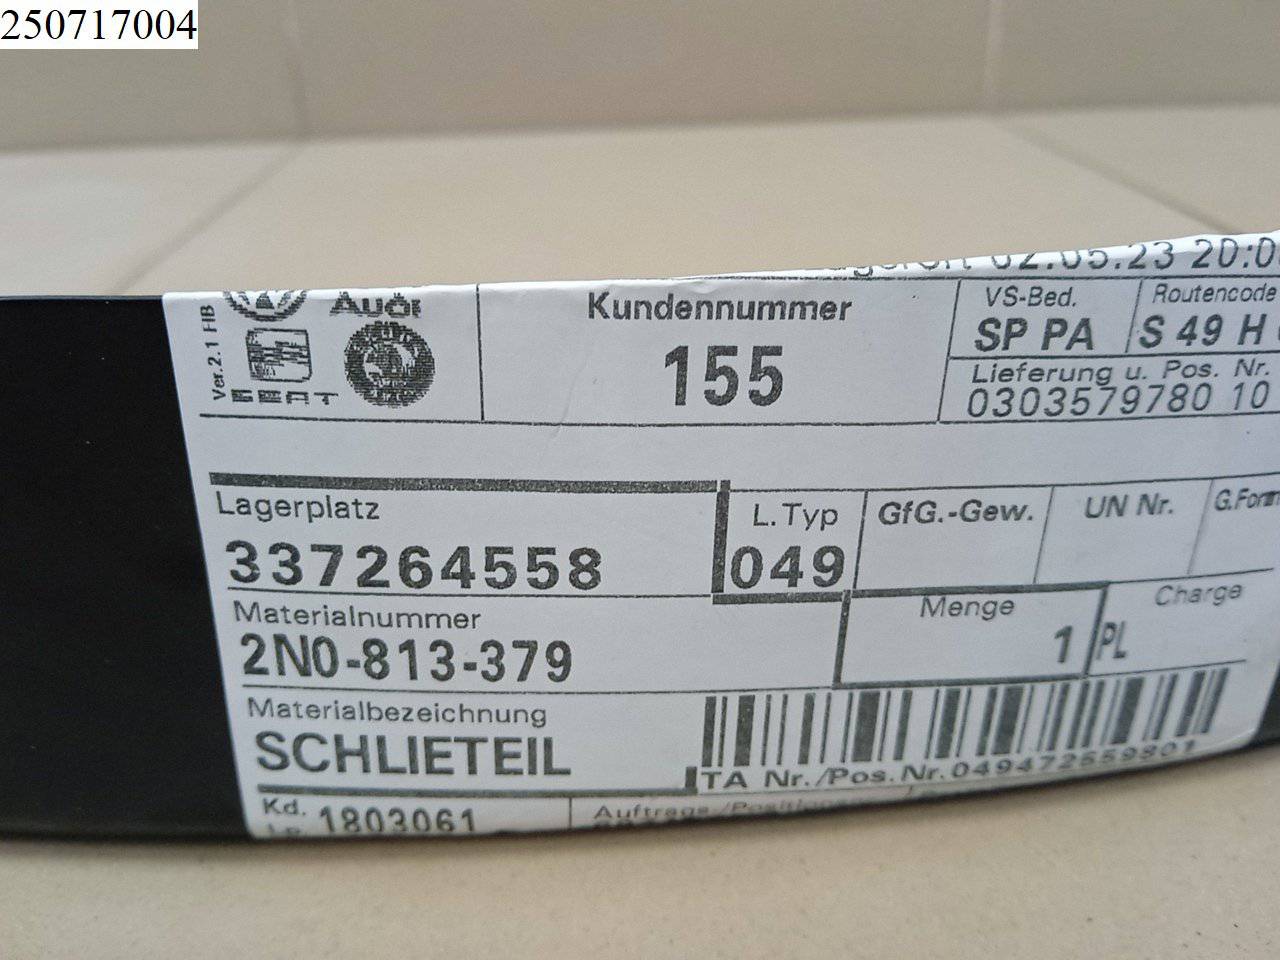 250717004
02.05.23 20:0
Ver.2.1 HB
Audi
SEAT
Kundennummer
155
VS-Bed.
SP PA
Routencode
S 49 H
Lieferung u. Pos. Nr.
0303579780 10
Lagerplatz
337264558
L.Typ
049
GfG.-Gew.
UN Nr.
Materialnummer
2N0-813-379
Menge
1
PL
Charge
Materialbezeichnung
SCHLIETEIL
TA Nr./Pos.Nr.049472559801
Kd.
1803061